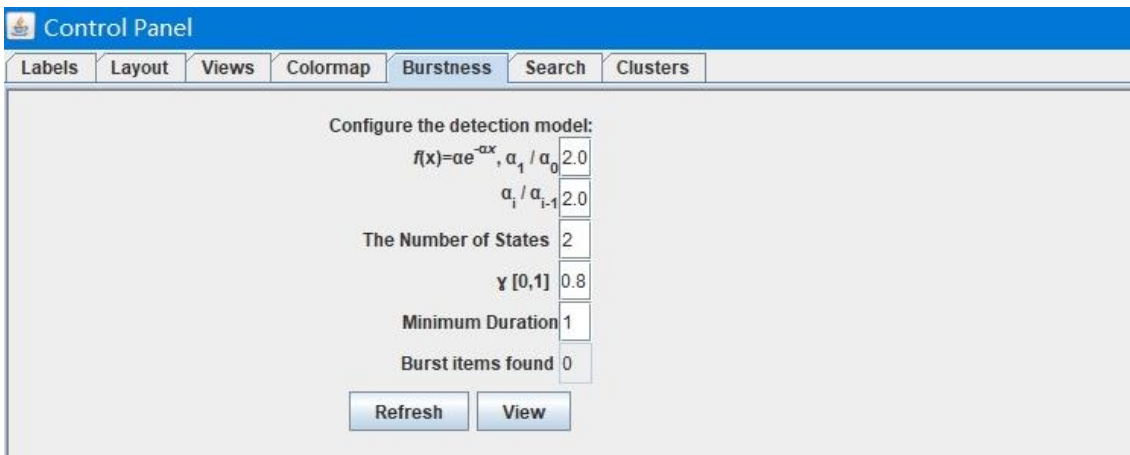 Control Panel
Labels Layout Views Colormap Burstness Search Clusters
Configure the detection model:
f(x)=αe^-αx, α1 / α0 2.0
αi / αi-1 2.0
The Number of States 2
ɣ [0,1] 0.8
Minimum Duration 1
Burst items found 0
Refresh View